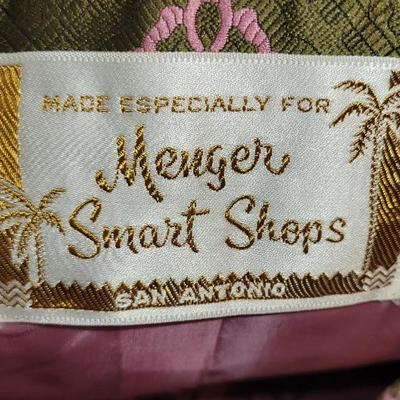 MADE ESPECIALLY FOR
Menger
Smart Shops
SAN ANTONIO